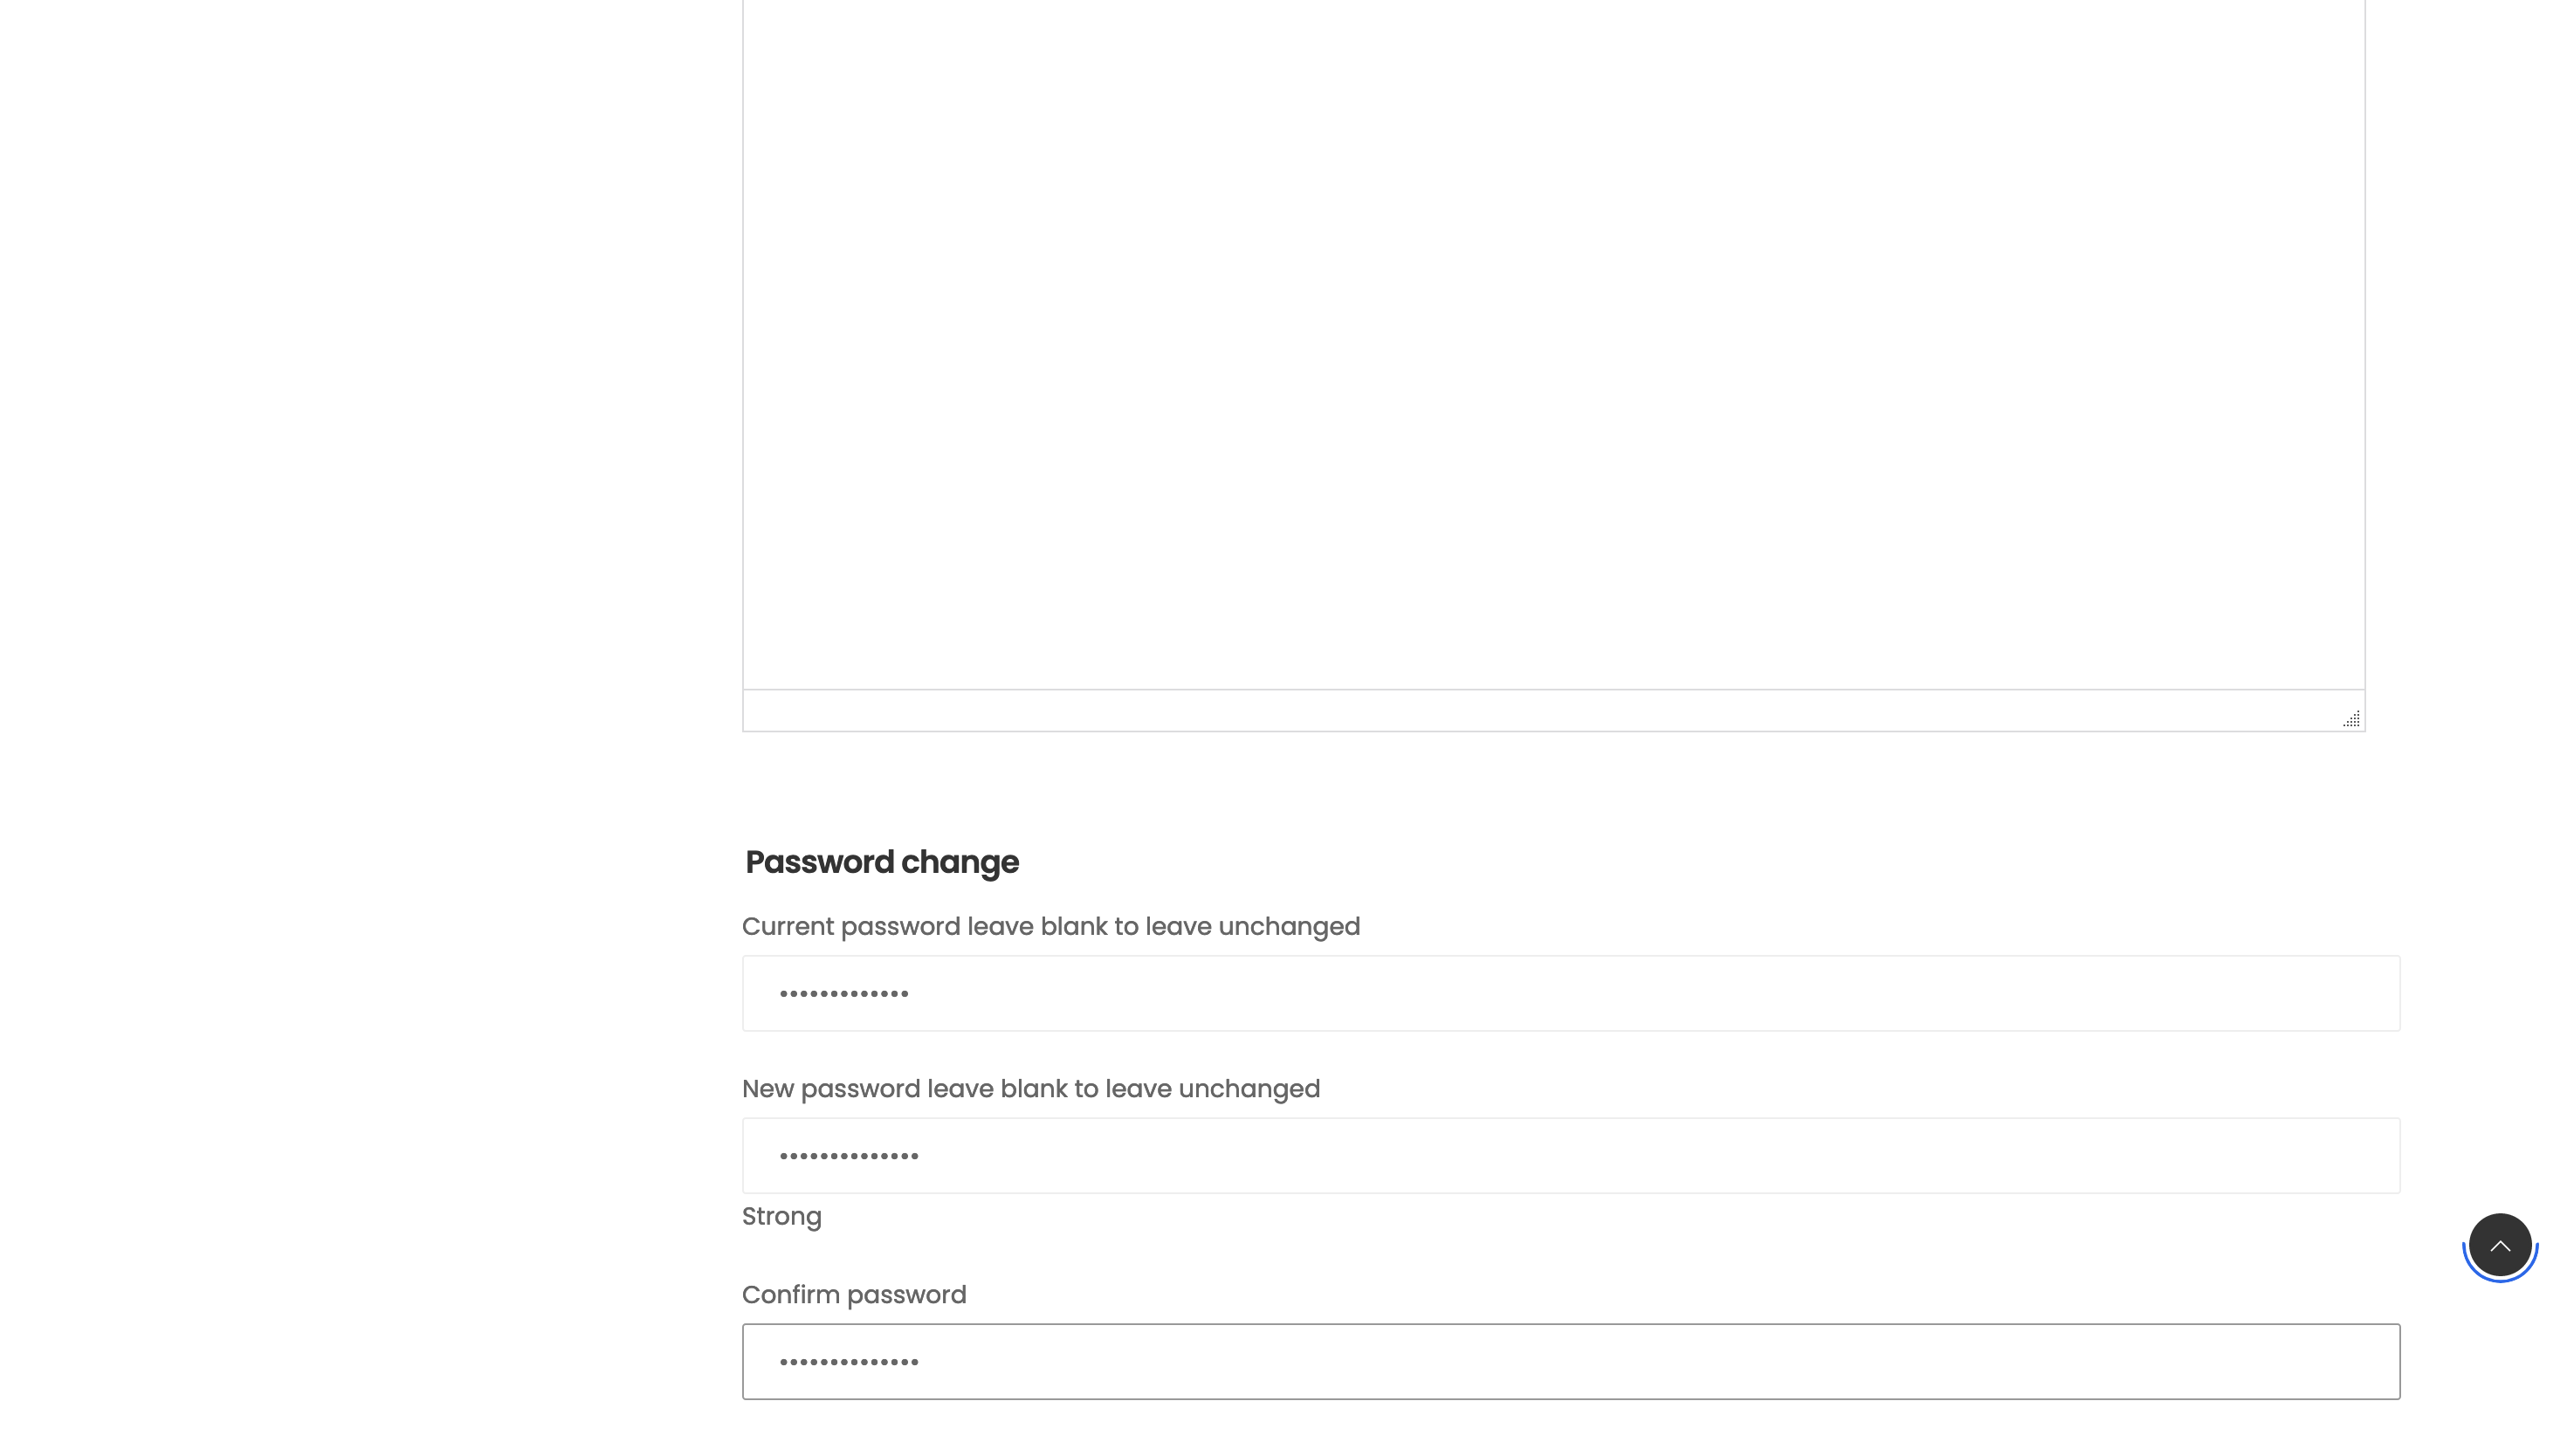 Password change
Current password leave blank to leave unchanged
•••••••••••••
New password leave blank to leave unchanged
••••••••••••••
Strong
Confirm password
••••••••••••••